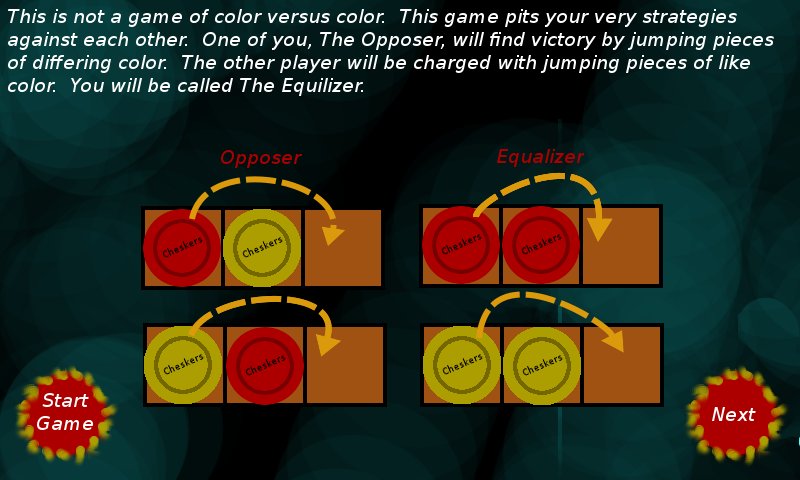 This is not a game of color versus color.  This game pits your very strategies
against each other.  One of you, The Opposer, will find victory by jumping pieces
of differing color.  The other player will be charged with jumping pieces of like
color.  You will be called The Equilizer.
Opposer
Equalizer
Cheskers
Cheskers
Cheskers
Cheskers
Cheskers
Cheskers
Cheskers
Cheskers
Start
Game
Next